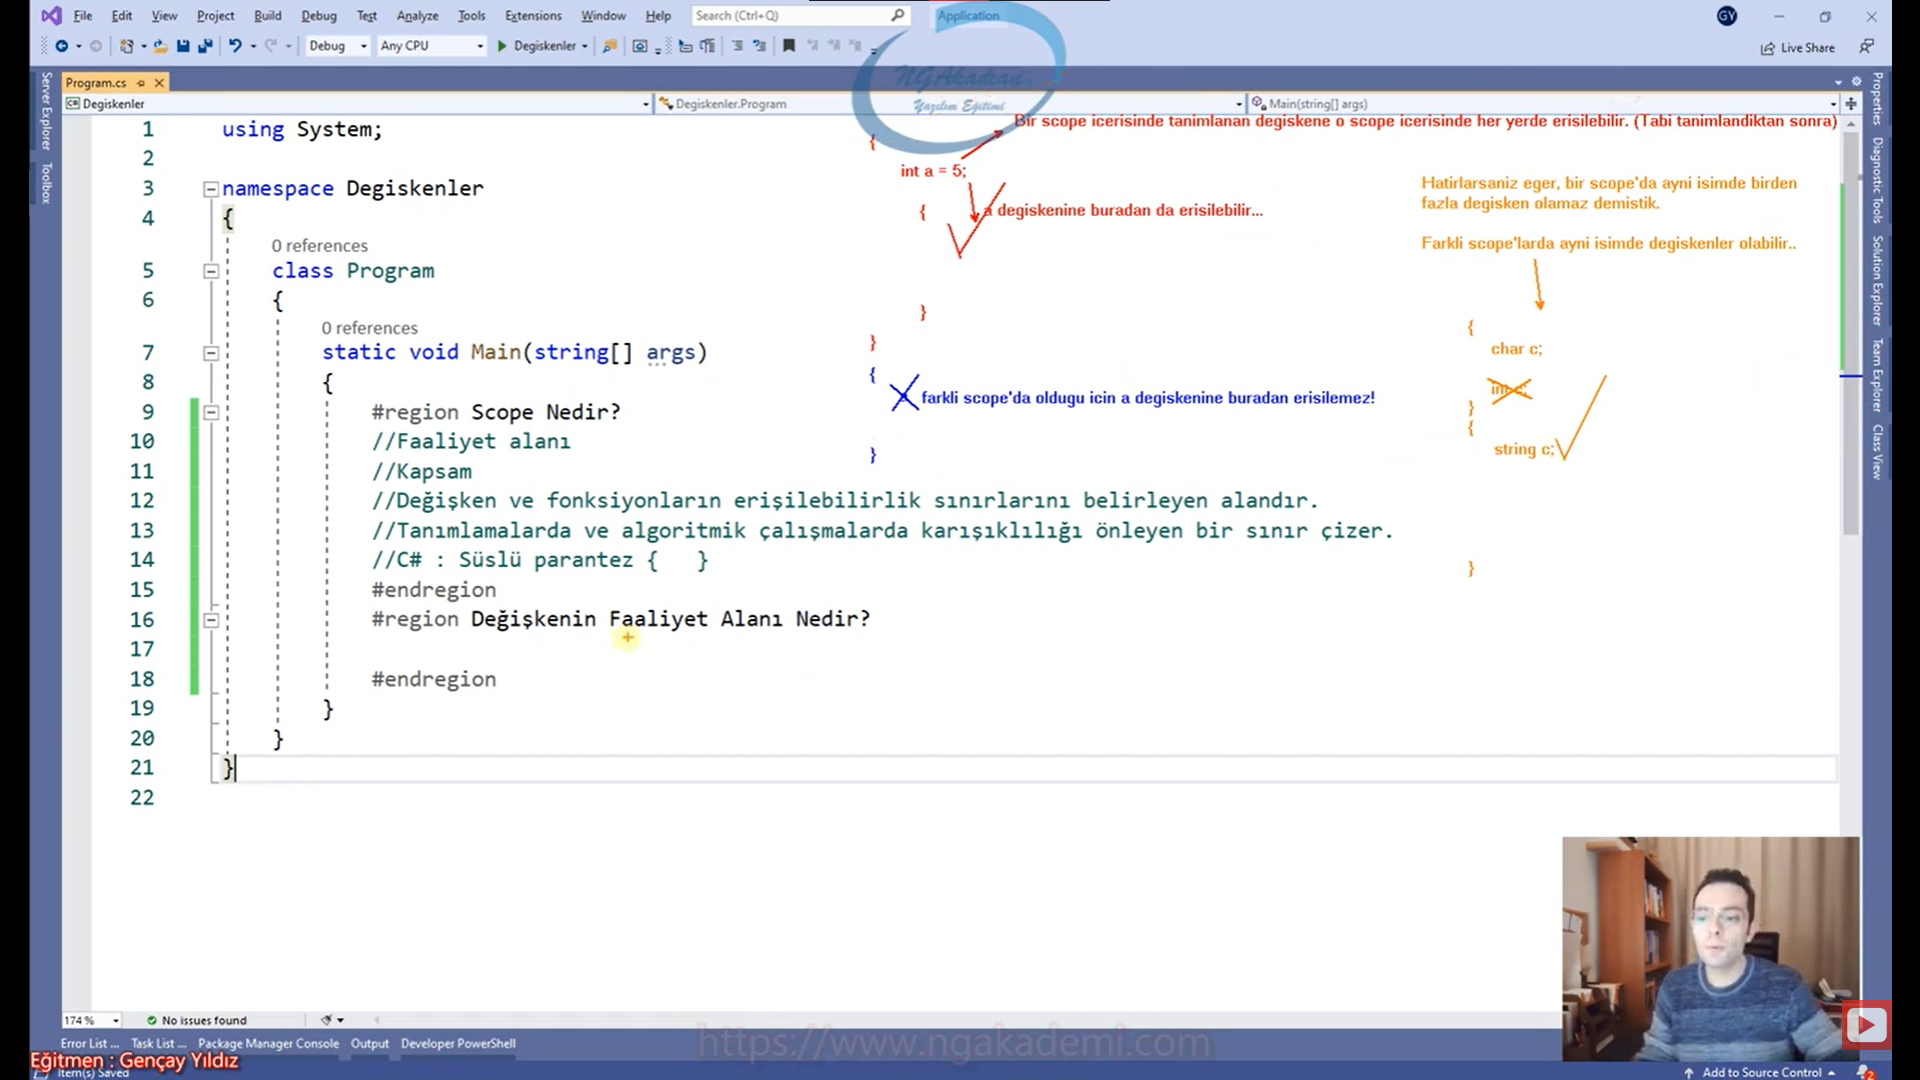 File Edit View Project Build Debug Test Analyze Tools Extensions Window Help Search (Ctrl+Q) Application GY
Debug Any CPU Degiskenler Live Share
Program.cs
Degiskenler Degiskenler.Program Main(string[] args)
NGAkademi
Yazılım Eğitimi
Server Explorer
Toolbox
Properties
Diagnostic Tools
Solution Explorer
Team Explorer
Class View
1 using System;
2
3 namespace Degiskenler
4 {
0 references
5 class Program
6 {
0 references
7 static void Main(string[] args)
8 {
9 #region Scope Nedir?
10 //Faaliyet alanı
11 //Kapsam
12 //Değişken ve fonksiyonların erişilebilirlik sınırlarını belirleyen alandır.
13 //Tanımlamalarda ve algoritmik çalışmalarda karışıklılığı önleyen bir sınır çizer.
14 //C# : Süslü parantez { }
15 #endregion
16 #region Değişkenin Faaliyet Alanı Nedir?
17
18 #endregion
19 }
20 }
21 }
22
Bir scope icerisinde tanimlanan degiskene o scope icerisinde her yerde erisilebilir. (Tabi tanimlandiktan sonra)
{
int a = 5;
{ a degiskenine buradan da erisilebilir...
}
}
{
farkli scope'da oldugu icin a degiskenine buradan erisilemez!
}
Hatirlarsaniz eger, bir scope'da ayni isimde birden
fazla degisken olamaz demistik.
Farkli scope'larda ayni isimde degiskenler olabilir..
{
char c;
int c;
}
{
string c;
}
174 % No issues found
Error List ... Task List ... Package Manager Console Output Developer PowerShell
https://www.ngakademi.com
Eğitmen : Gençay Yıldız
Item(s) Saved Add to Source Control 2